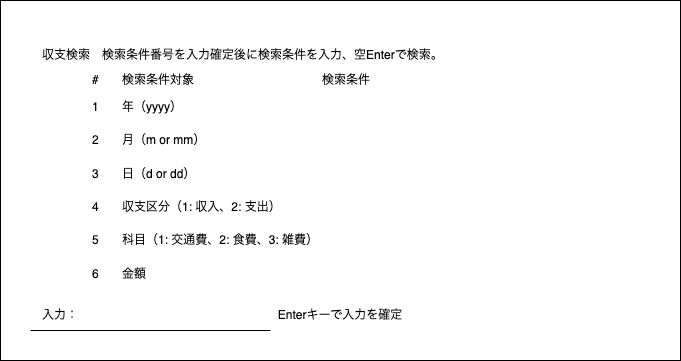 収支検索　検索条件番号を入力確定後に検索条件を入力、空Enterで検索。
# 検索条件対象 検索条件
1 年（yyyy）
2 月（m or mm）
3 日（d or dd）
4 収支区分（1: 収入、2: 支出）
5 科目（1: 交通費、2: 食費、3: 雑費）
6 金額
入力： Enterキーで入力を確定